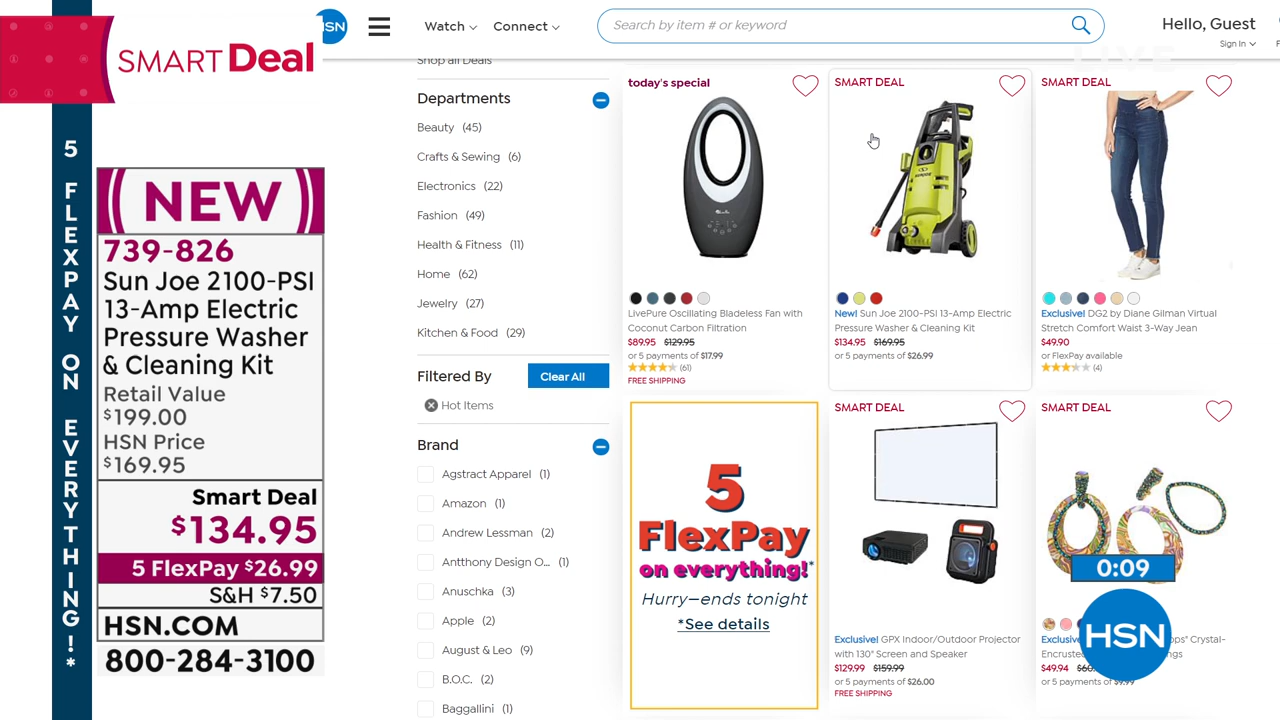 SMART Deal
5 FLEXPAY ON EVERYTHING!*
NEW
739-826
Sun Joe 2100-PSI
13-Amp Electric
Pressure Washer
& Cleaning Kit
Retail Value
$199.00
HSN Price
$169.95
Smart Deal
$134.95
5 FlexPay $26.99
S&H $7.50
HSN.COM
800-284-3100
Watch
Connect
Search by item # or keyword
Hello, Guest
Sign In
LIVE
Shop all Deals
Departments
Beauty (45)
Crafts & Sewing (6)
Electronics (22)
Fashion (49)
Health & Fitness (11)
Home (62)
Jewelry (27)
Kitchen & Food (29)
Filtered By
Clear All
Hot Items
Brand
Agstract Apparel (1)
Amazon (1)
Andrew Lessman (2)
Antthony Design O... (1)
Anuschka (3)
Apple (2)
August & Leo (9)
B.O.C. (2)
Baggallini (1)
today's special
LivePure Oscillating Bladeless Fan with
Coconut Carbon Filtration
$89.95 $129.95
or 5 payments of $17.99
(61)
FREE SHIPPING
SMART DEAL
SUNJOE
New! Sun Joe 2100-PSI 13-Amp Electric
Pressure Washer & Cleaning Kit
$134.95 $169.95
or 5 payments of $26.99
SMART DEAL
Exclusive! DG2 by Diane Gilman Virtual
Stretch Comfort Waist 3-Way Jean
$49.90
or FlexPay available
(4)
5
FlexPay
on everything!*
Hurry—ends tonight
*See details
SMART DEAL
Exclusive! GPX Indoor/Outdoor Projector
with 130" Screen and Speaker
$129.99 $159.99
or 5 payments of $26.00
FREE SHIPPING
SMART DEAL
0:09
HSN
Crystal-
$49.94
or 5 payments of $9.99